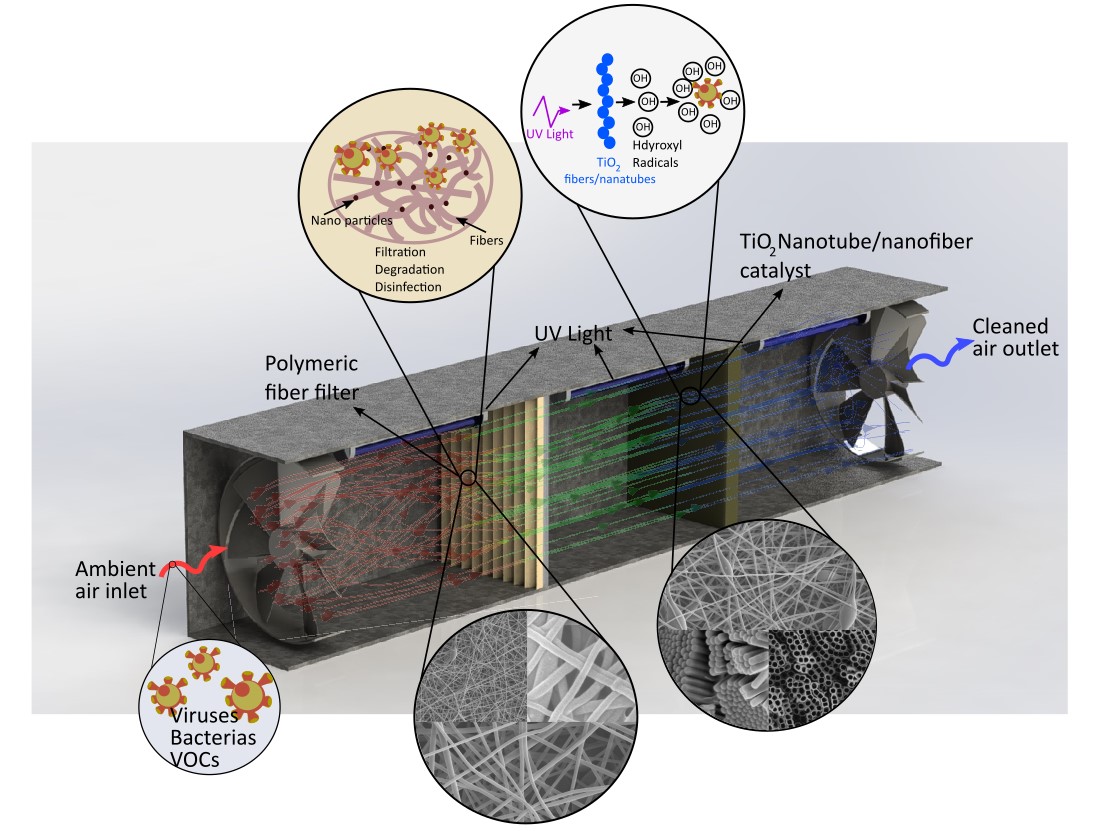 OH
OH
OH
OH
OH
OH
OH
OH
OH
UV Light
Hdyroxyl
Radicals
TiO2
fibers/nanatubes
Nano particles
Fibers
Filtration
Degradation
Disinfection
TiO2 Nanotube/nanofiber
catalyst
UV Light
Cleaned
air outlet
Polymeric
fiber filter
Ambient
air inlet
Viruses
Bacterias
VOCs